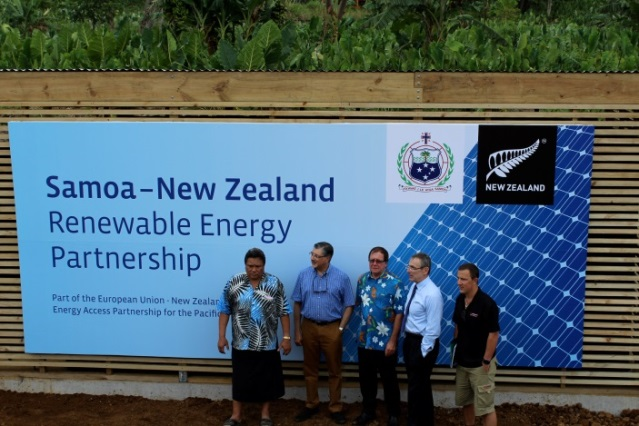 Samoa–New Zealand
Renewable Energy
Partnership
Part of the European Union - New Zealand
Energy Access Partnership for the Pacific
NEW ZEALAND